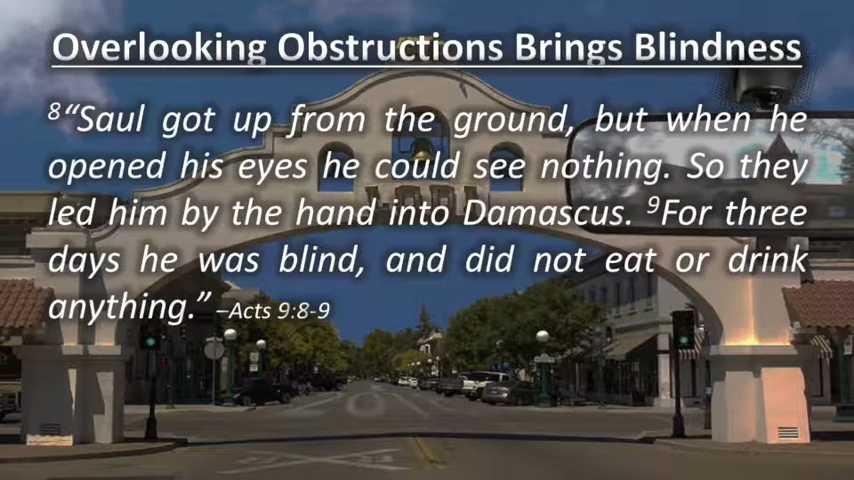 Overlooking Obstructions Brings Blindness
8“Saul got up from the ground, but when he
opened his eyes he could see nothing. So they
led him by the hand into Damascus. 9For three
days he was blind, and did not eat or drink
anything.” –Acts 9:8-9